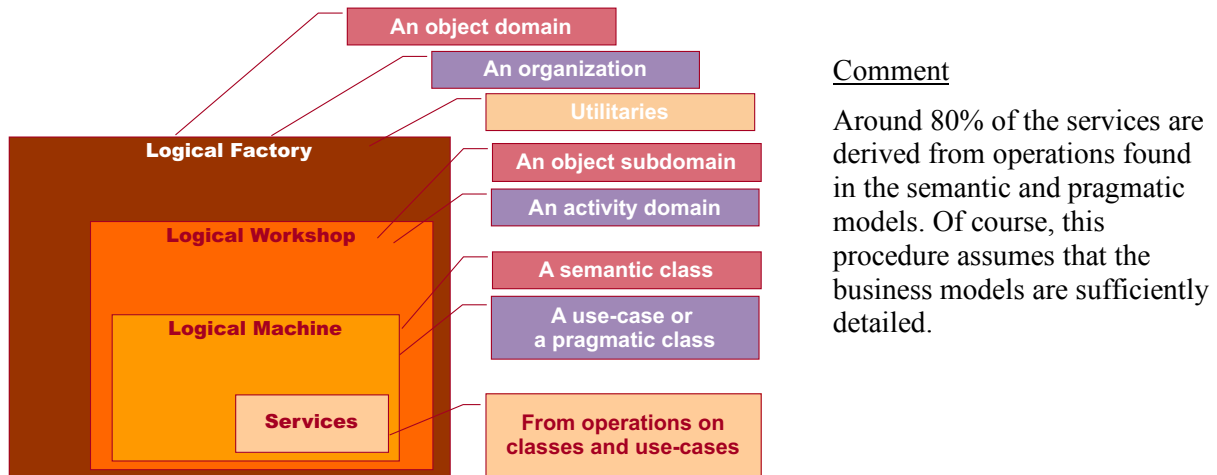 An object domain
An organization
Utilitaries
Logical Factory
An object subdomain
An activity domain
Logical Workshop
A semantic class
A use-case or
a pragmatic class
Logical Machine
Services
From operations on
classes and use-cases
Comment
Around 80% of the services are
derived from operations found
in the semantic and pragmatic
models. Of course, this
procedure assumes that the
business models are sufficiently
detailed.